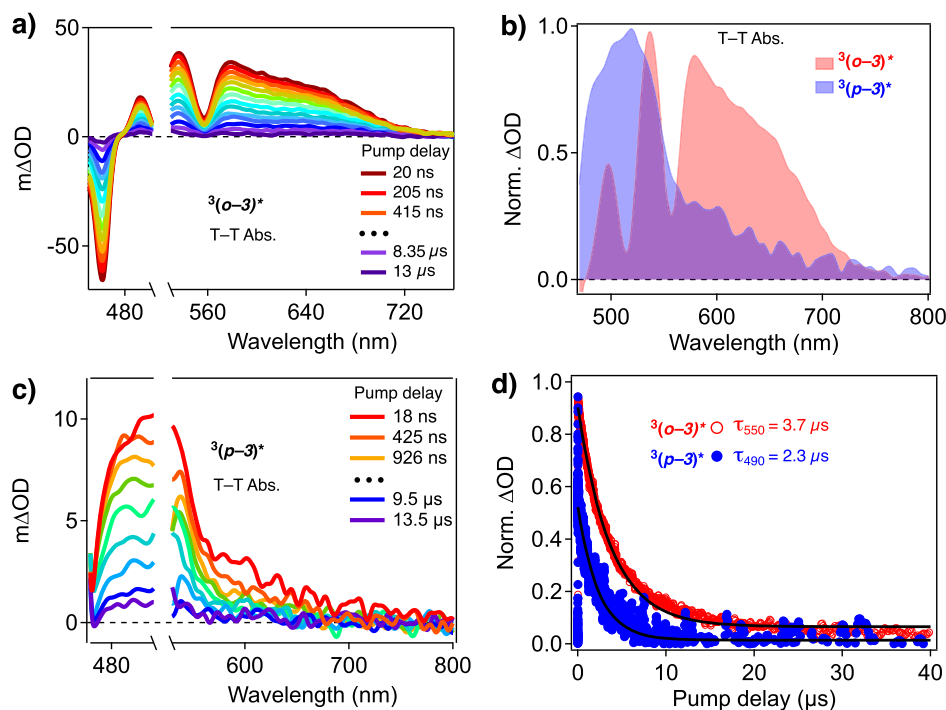 a)
50
0
-50
mΔOD
Pump delay
20 ns
205 ns
415 ns
•••
8.35 µs
13 µs
³(o–3)*
T–T Abs.
480
560
640
720
Wavelength (nm)
b)
1.0
0.5
0.0
Norm. ΔOD
T–T Abs.
³(o–3)*
³(p–3)*
500
600
700
800
Wavelength (nm)
c)
10
5
0
mΔOD
Pump delay
18 ns
425 ns
926 ns
•••
9.5 µs
13.5 µs
³(p–3)*
T–T Abs.
480
600
700
800
Wavelength (nm)
d)
1.0
0.8
0.6
0.4
0.2
0.0
Norm. ΔOD
³(o–3)* τ550 = 3.7 µs
³(p–3)* τ490 = 2.3 µs
0
10
20
30
40
Pump delay (µs)